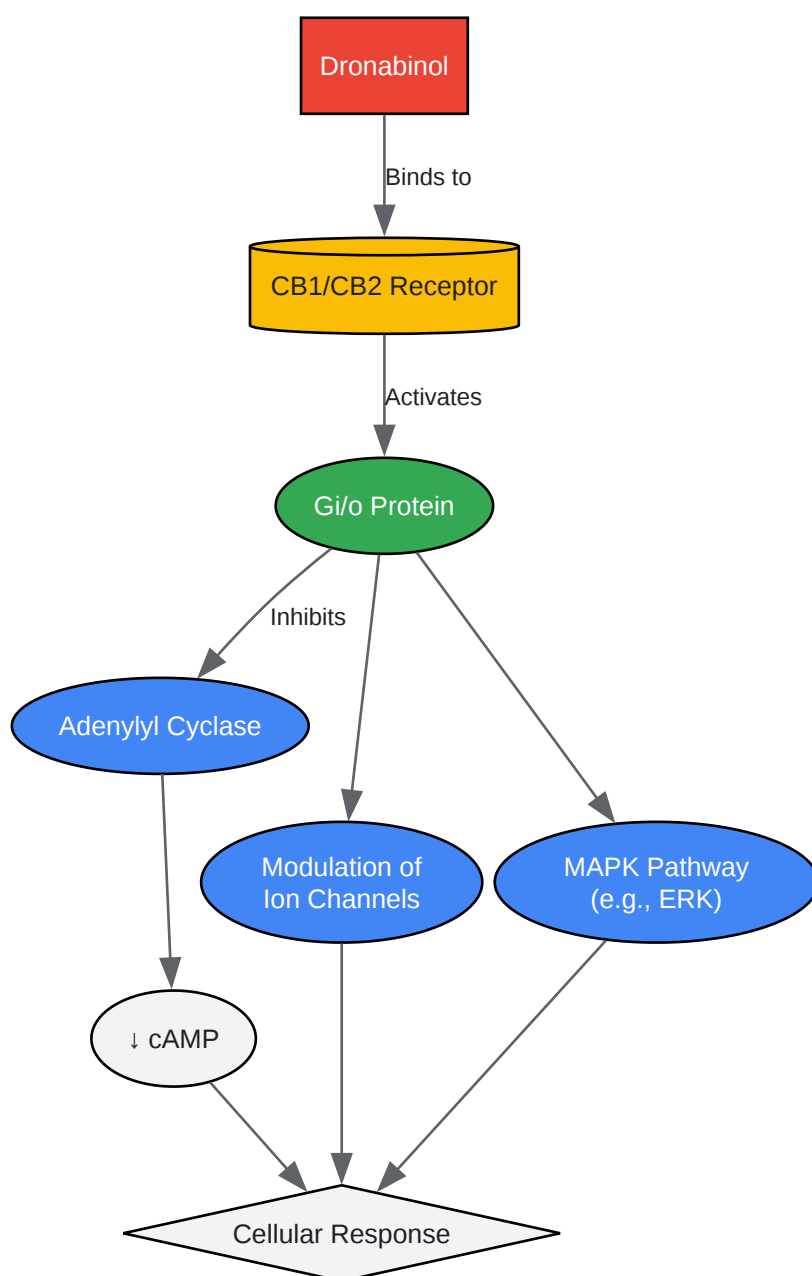 Dronabinol
Binds to
CB1/CB2 Receptor
Activates
Gi/o Protein
Inhibits
Adenylyl Cyclase
Modulation of
Ion Channels
MAPK Pathway
(e.g., ERK)
↓ cAMP
Cellular Response